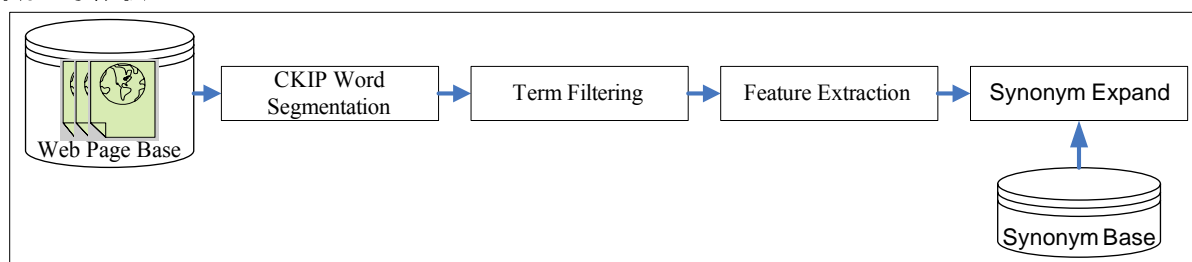 Web Page Base
CKIP Word
Segmentation
Term Filtering
Feature Extraction
Synonym Expand
Synonym Base